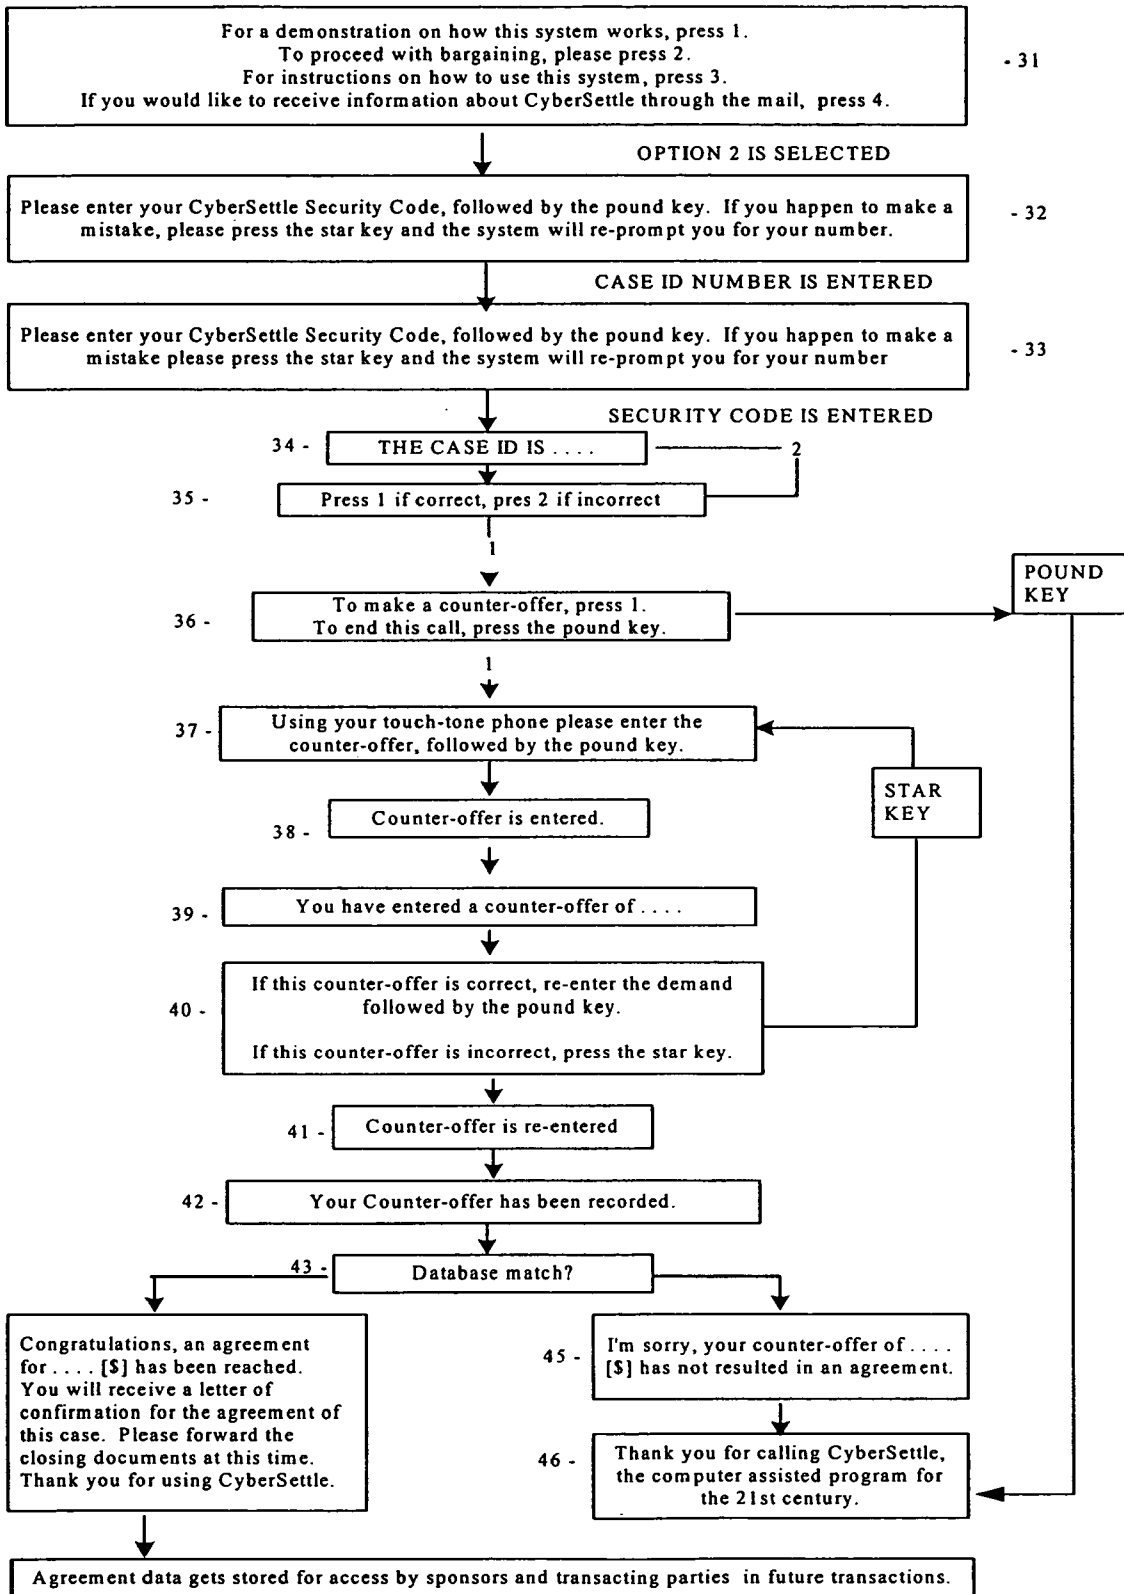 For a demonstration on how this system works, press 1.
To proceed with bargaining, please press 2.
For instructions on how to use this system, press 3.
If you would like to receive information about CyberSettle through the mail, press 4.
- 31
OPTION 2 IS SELECTED
Please enter your CyberSettle Security Code, followed by the pound key. If you happen to make a
mistake, please press the star key and the system will re-prompt you for your number.
- 32
CASE ID NUMBER IS ENTERED
Please enter your CyberSettle Security Code, followed by the pound key. If you happen to make a
mistake please press the star key and the system will re-prompt you for your number
- 33
SECURITY CODE IS ENTERED
34 -
THE CASE ID IS . . . .
2
35 -
Press 1 if correct, pres 2 if incorrect
1
POUND
KEY
36 -
To make a counter-offer, press 1.
To end this call, press the pound key.
1
37 -
Using your touch-tone phone please enter the
counter-offer, followed by the pound key.
STAR
KEY
38 -
Counter-offer is entered.
39 -
You have entered a counter-offer of . . . .
40 -
If this counter-offer is correct, re-enter the demand
followed by the pound key.
If this counter-offer is incorrect, press the star key.
41 -
Counter-offer is re-entered
42 -
Your Counter-offer has been recorded.
43 -
Database match?
Congratulations, an agreement
for . . . . [$] has been reached.
You will receive a letter of
confirmation for the agreement of
this case. Please forward the
closing documents at this time.
Thank you for using CyberSettle.
45 -
I'm sorry, your counter-offer of . . . .
[$] has not resulted in an agreement.
46 -
Thank you for calling CyberSettle,
the computer assisted program for
the 21st century.
Agreement data gets stored for access by sponsors and transacting parties in future transactions.